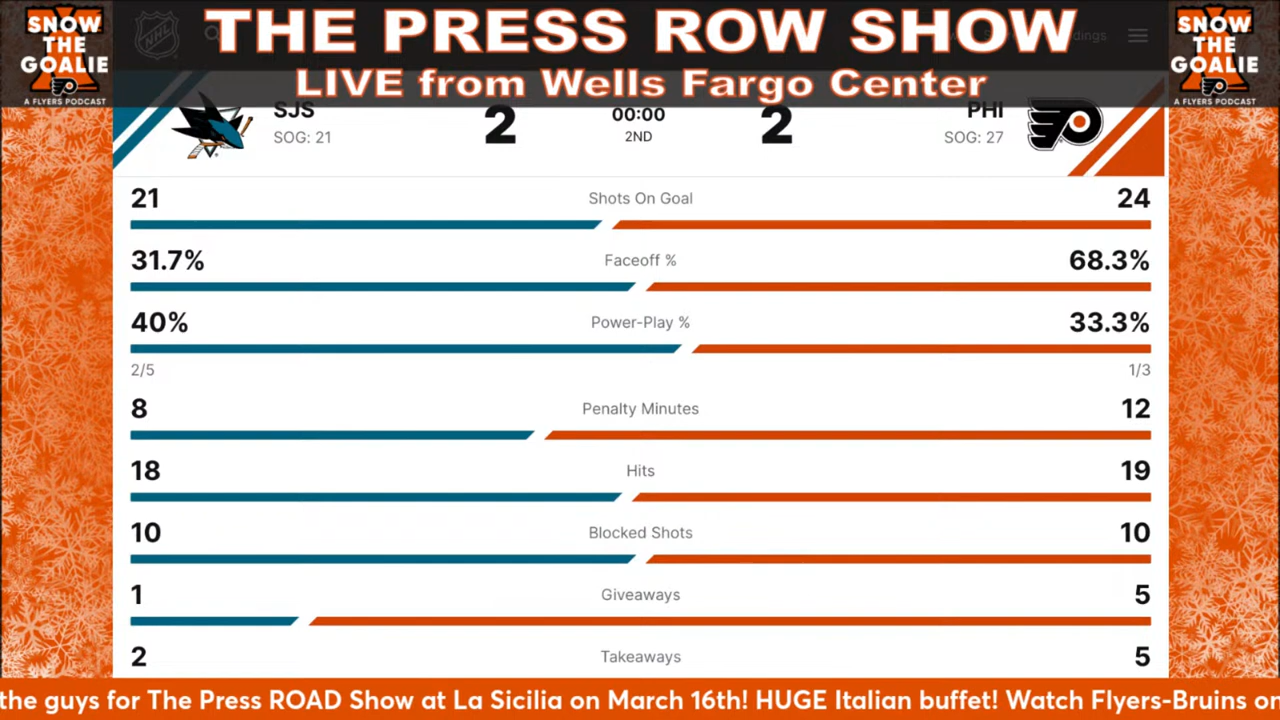 SNOW
THE
GOALIE
A FLYERS PODCAST
THE PRESS ROW SHOW
LIVE from Wells Fargo Center
SNOW
THE
GOALIE
A FLYERS PODCAST
NHL
SJS
SOG: 21
2
00:00
2ND
2
PHI
SOG: 27
21 Shots On Goal 24
31.7% Faceoff % 68.3%
40% Power-Play % 33.3%
2/5 1/3
8 Penalty Minutes 12
18 Hits 19
10 Blocked Shots 10
1 Giveaways 5
2 Takeaways 5
the guys for The Press ROAD Show at La Sicilia on March 16th! HUGE Italian buffet! Watch Flyers-Bruins on